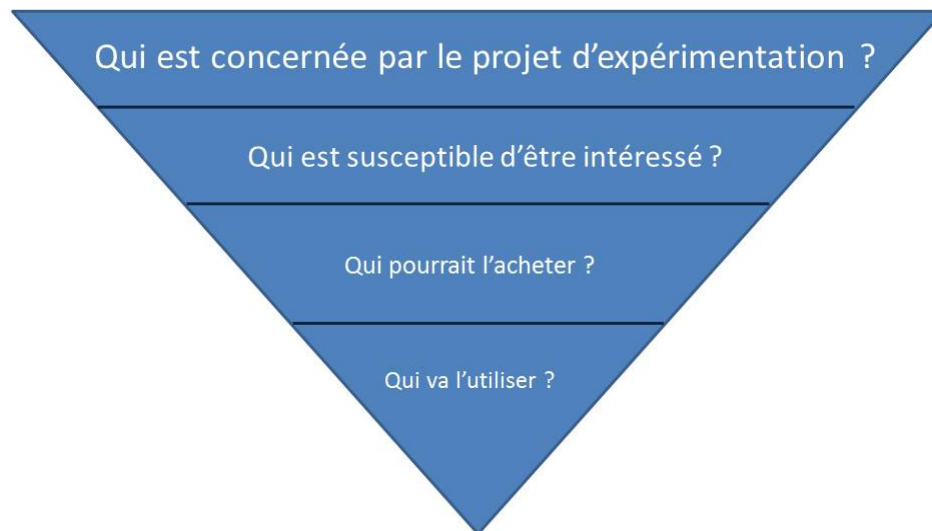 Qui est concernée par le projet d’expérimentation ?
Qui est susceptible d’être intéressé ?
Qui pourrait l’acheter ?
Qui va l’utiliser ?